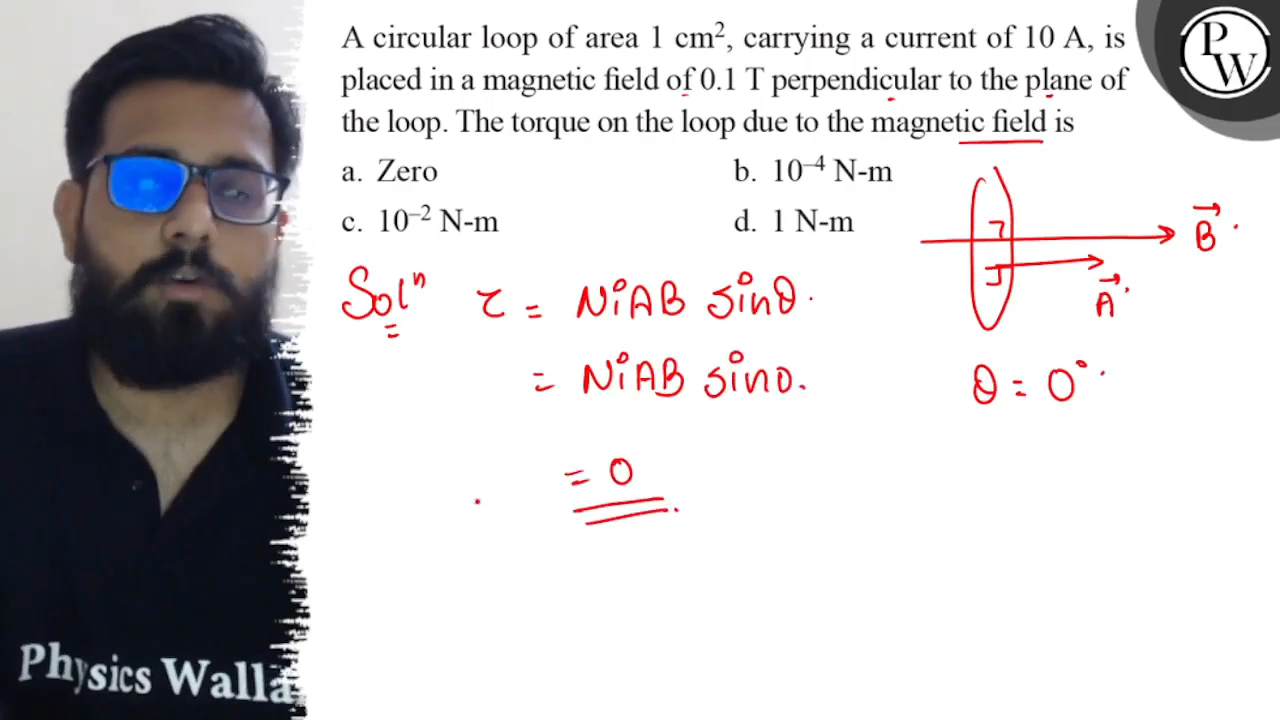 A circular loop of area 1 cm², carrying a current of 10 A, is
placed in a magnetic field of 0.1 T perpendicular to the plane of
the loop. The torque on the loop due to the magnetic field is
a. Zero
b. 10⁻⁴ N-m
c. 10⁻² N-m
d. 1 N-m
Solⁿ τ = NiAB sinθ.
= NiAB sin0.
= 0
B⃗
A⃗
θ = 0°
PW
Physics Walla